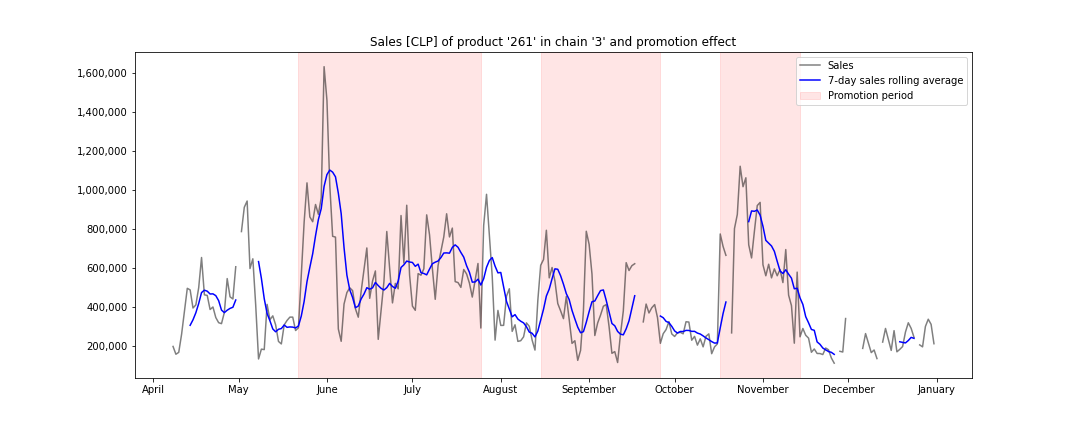 Sales [CLP] of product '261' in chain '3' and promotion effect
Sales
7-day sales rolling average
Promotion period
1,600,000
1,400,000
1,200,000
1,000,000
800,000
600,000
400,000
200,000
April May June July August September October November December January